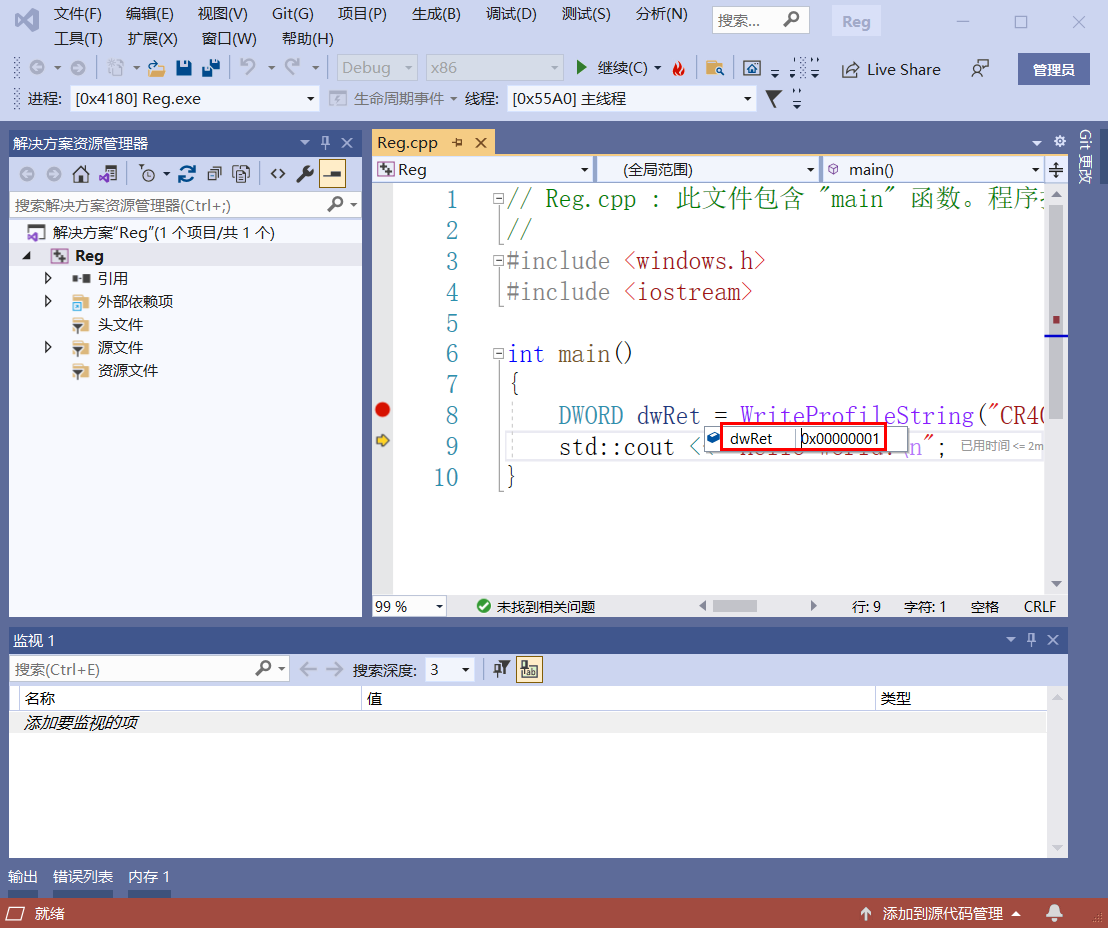 文件(F) 编辑(E) 视图(V) Git(G) 项目(P) 生成(B) 调试(D) 测试(S) 分析(N) 搜索... Reg
工具(T) 扩展(X) 窗口(W) 帮助(H)
Debug x86 继续(C) Live Share 管理员
进程: [0x4180] Reg.exe 生命周期事件 线程: [0x55A0] 主线程
解决方案资源管理器
搜索解决方案资源管理器(Ctrl+;)
解决方案"Reg"(1 个项目/共 1 个)
Reg
引用
外部依赖项
头文件
源文件
资源文件
Reg.cpp
Reg (全局范围) main()
1 // Reg.cpp : 此文件包含 "main" 函数。程序
2 //
3 #include <windows.h>
4 #include <iostream>
5
6 int main()
7 {
8 DWORD dwRet = WriteProfileString("CR40
dwRet 0x00000001
9 std::cout << \n"; 已用时间 <= 2m
10 }
99 % 未找到相关问题 行: 9 字符: 1 空格 CRLF
Git 更改
监视 1
搜索(Ctrl+E) 搜索深度: 3
名称 值 类型
添加要监视的项
输出 错误列表 内存 1
就绪 添加到源代码管理